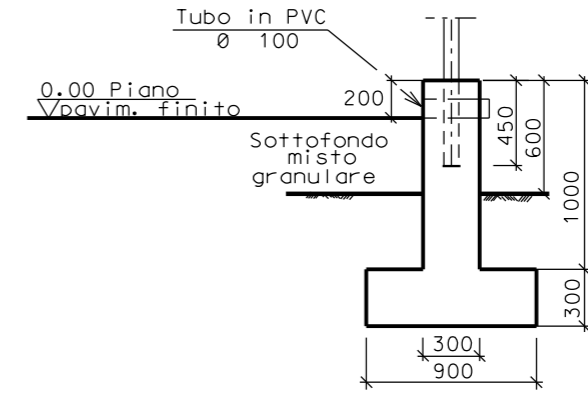 Tubo in PVC
Ø 100
0.00 Piano
pavim. finito
200
450
600
Sottofondo
misto
granulare
1000
300
300
900